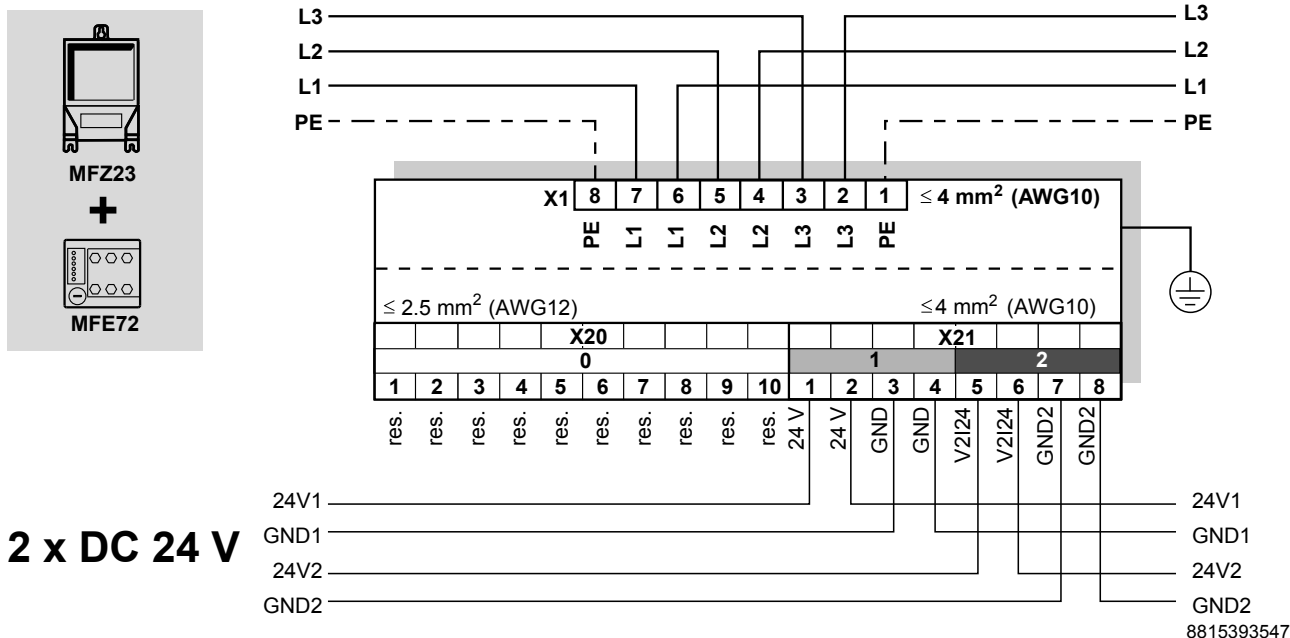 L3 L3
L2 L2
L1 L1
PE PE
MFZ23
+
MFE72
X1 8 7 6 5 4 3 2 1 ≤ 4 mm² (AWG10)
PE L1 L1 L2 L2 L3 L3 PE
≤ 2.5 mm² (AWG12) ≤4 mm² (AWG10)
X20 X21
0 1 2
1 2 3 4 5 6 7 8 9 10 1 2 3 4 5 6 7 8
res. res. res. res. res. res. res. res. res. res. 24 V 24 V GND GND V2I24 V2I24 GND2 GND2
2 x DC 24 V
24V1 24V1
GND1 GND1
24V2 24V2
GND2 GND2
8815393547